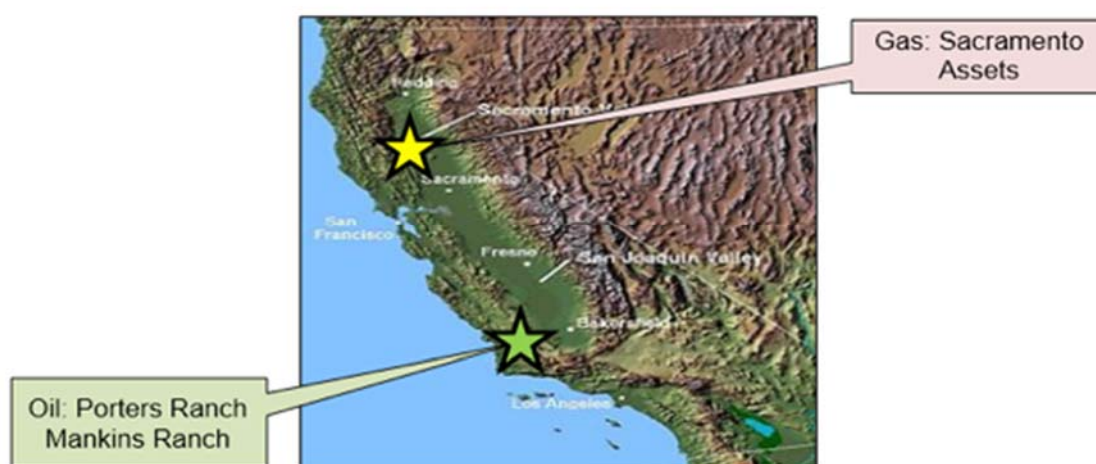 Gas: Sacramento
Assets
Redding
Sacramento
Sacramento
San
Francisco
Fresno
San Joaquin Valley
Bakersfield
Oil: Porters Ranch
Mankins Ranch
Los Angeles